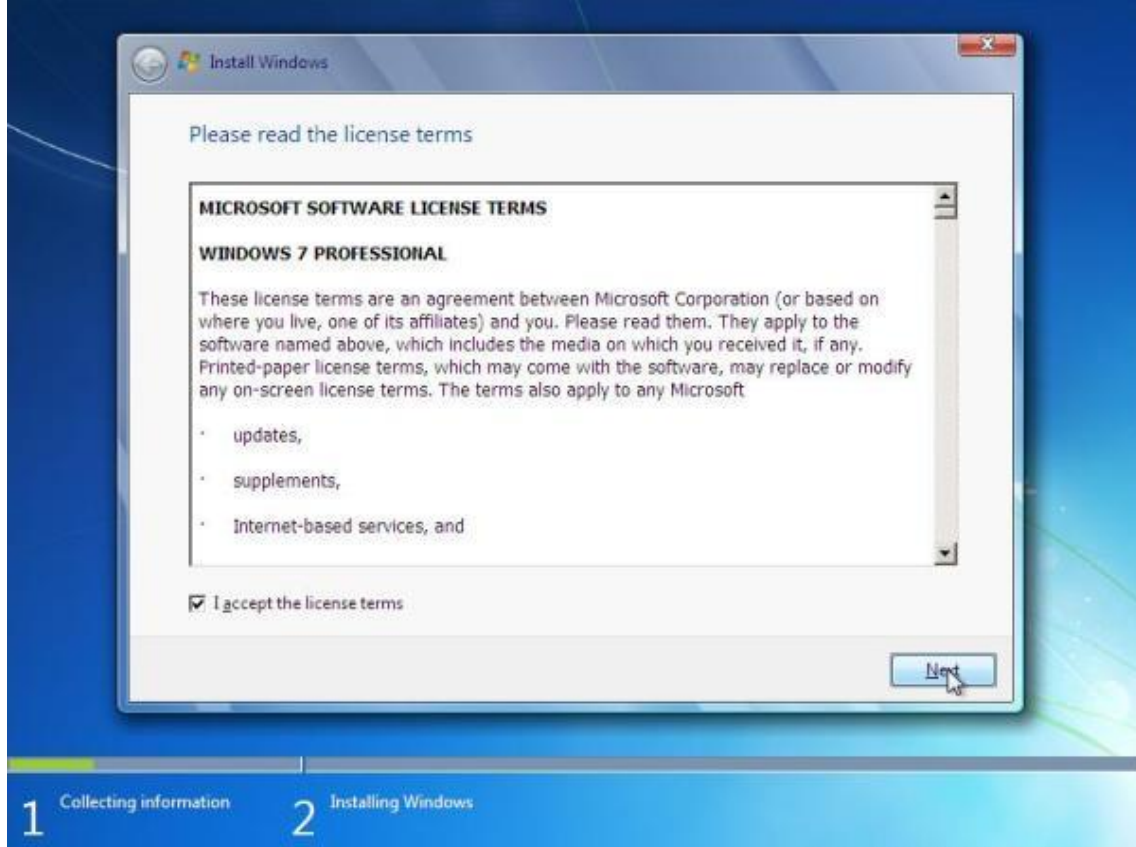 Install Windows
Please read the license terms
MICROSOFT SOFTWARE LICENSE TERMS
WINDOWS 7 PROFESSIONAL
These license terms are an agreement between Microsoft Corporation (or based on
where you live, one of its affiliates) and you. Please read them. They apply to the
software named above, which includes the media on which you received it, if any.
Printed-paper license terms, which may come with the software, may replace or modify
any on-screen license terms. The terms also apply to any Microsoft
· updates,
· supplements,
· Internet-based services, and
I accept the license terms
Next
1 Collecting information
2 Installing Windows